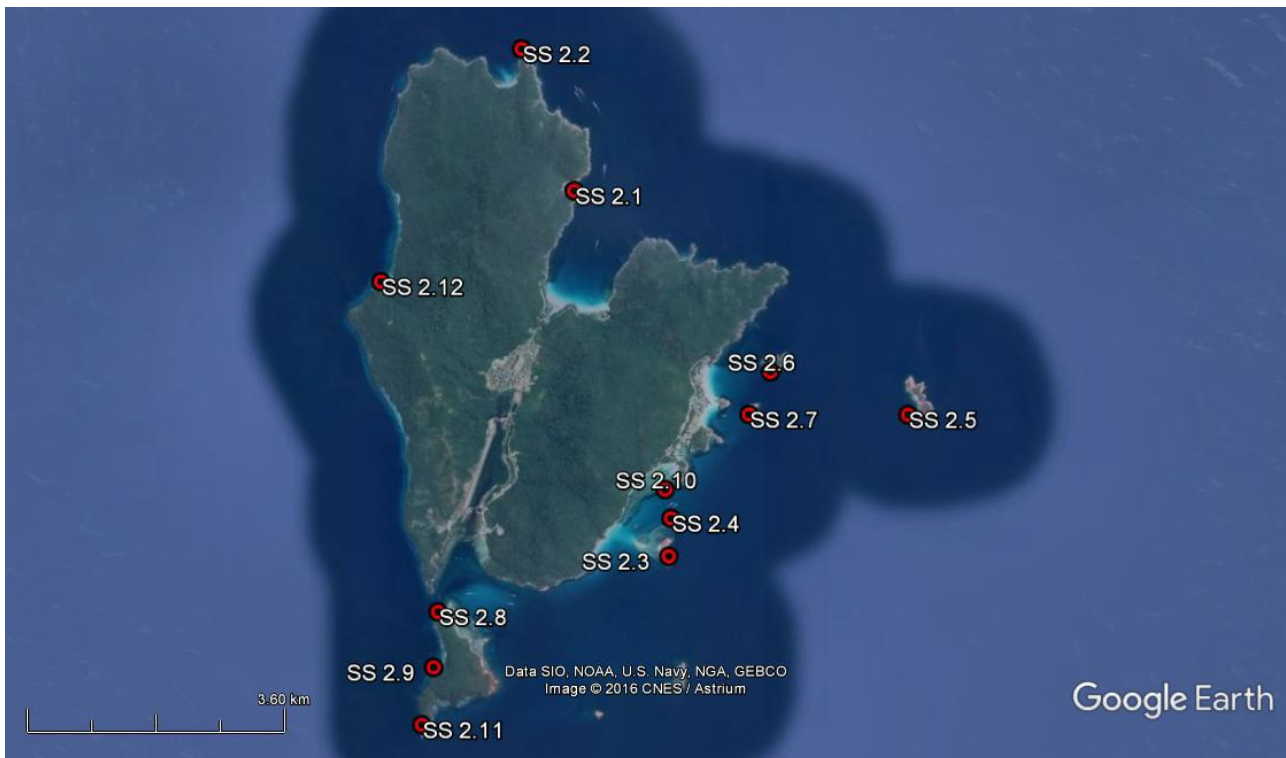 SS 2.2
SS 2.1
SS 2.12
SS 2.6
SS 2.7
SS 2.5
SS 2.10
SS 2.4
SS 2.3
SS 2.8
SS 2.9
Data SIO, NOAA, U.S. Navy, NGA, GEBCO
Image © 2016 CNES / Astrium
3.60 km
Google Earth
SS 2.11